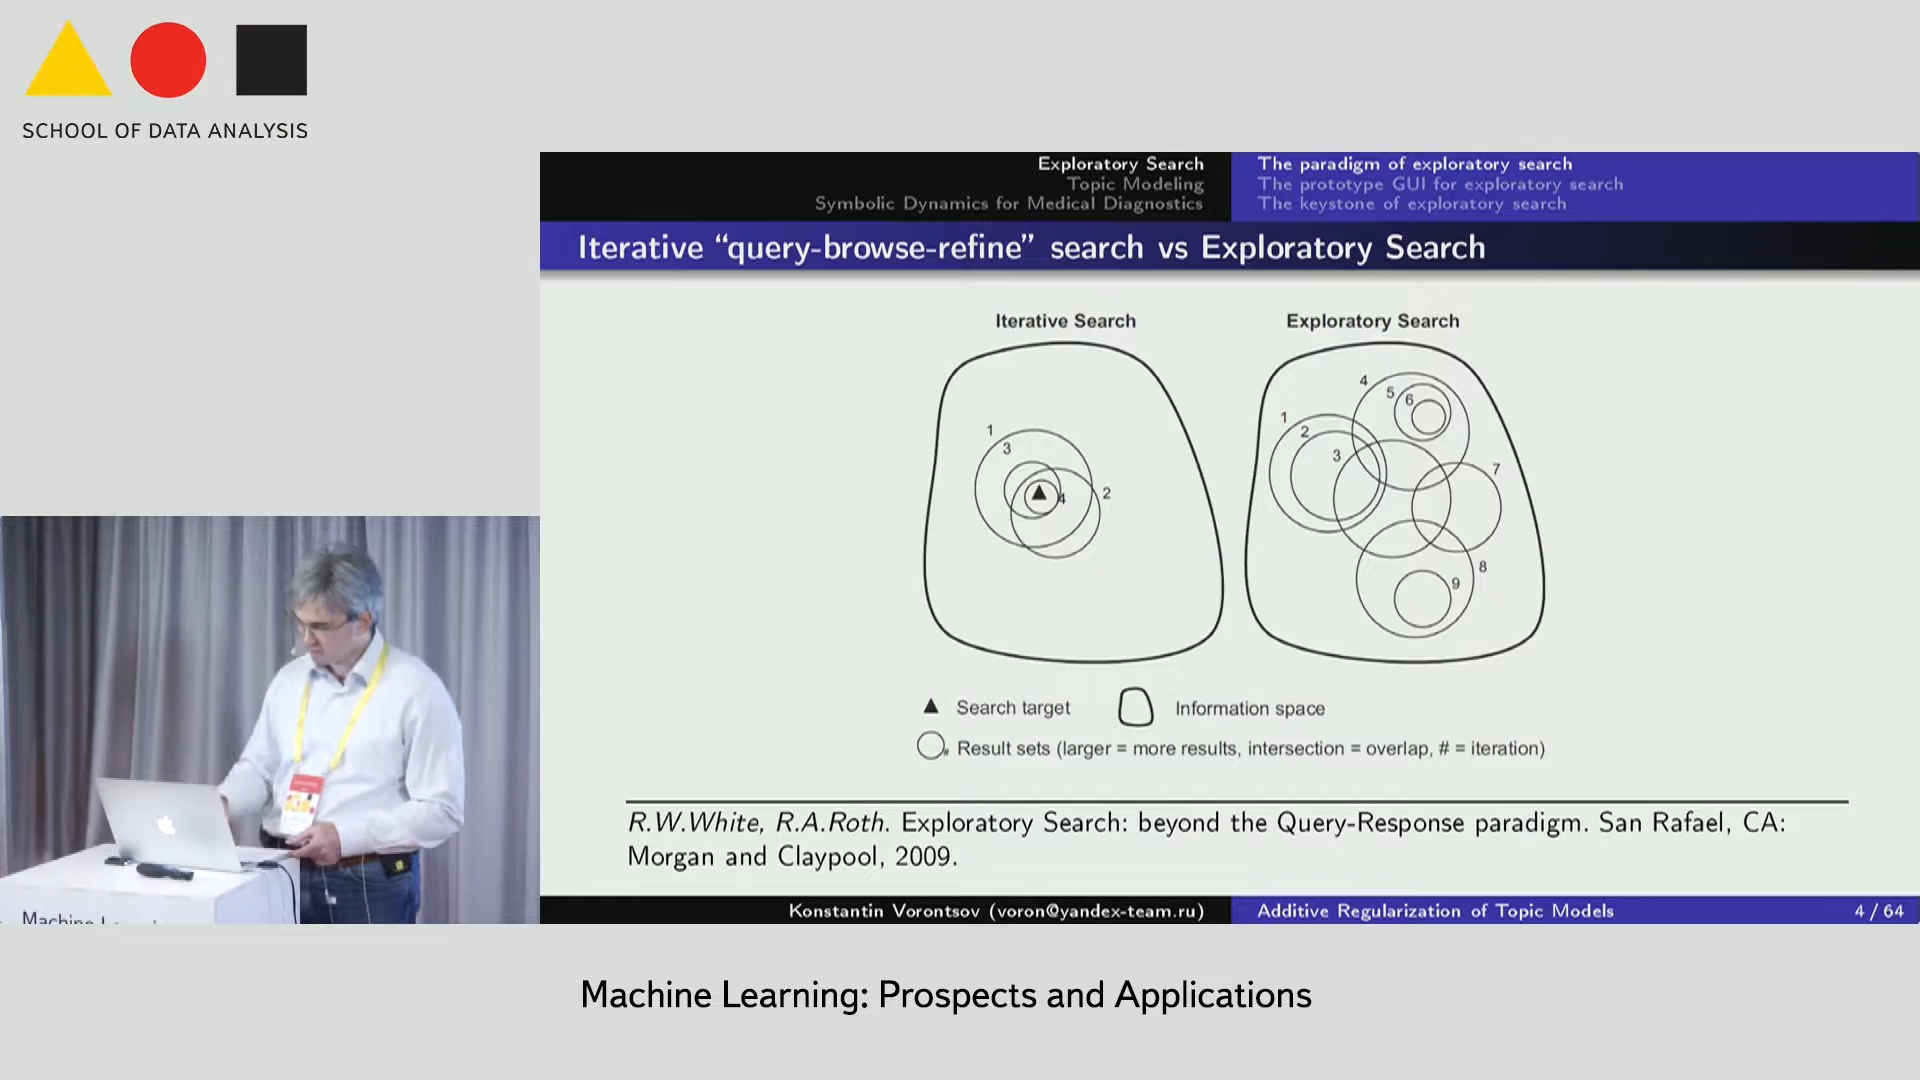 SCHOOL OF DATA ANALYSIS
Exploratory Search
Topic Modeling
Symbolic Dynamics for Medical Diagnostics
The paradigm of exploratory search
The prototype GUI for exploratory search
The keystone of exploratory search
Iterative “query-browse-refine” search vs Exploratory Search
Iterative Search
1
3
4
2
Exploratory Search
4
5
6
1
2
3
7
8
9
Search target
Information space
# Result sets (larger = more results, intersection = overlap, # = iteration)
R.W.White, R.A.Roth. Exploratory Search: beyond the Query-Response paradigm. San Rafael, CA:
Morgan and Claypool, 2009.
Konstantin Vorontsov (voron@yandex-team.ru)
Additive Regularization of Topic Models
4 / 64
Machine
Machine Learning: Prospects and Applications